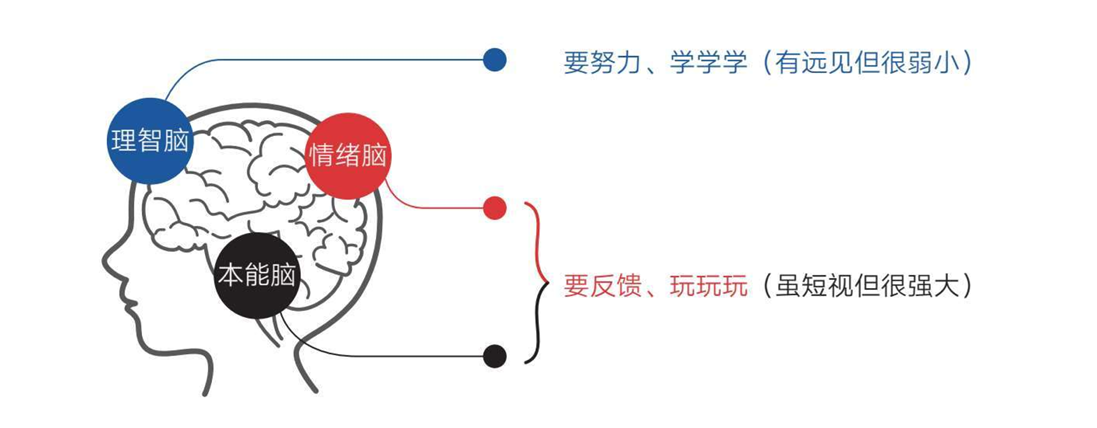 要努力、学学学（有远见但很弱小）
理智脑
情绪脑
本能脑
要反馈、玩玩玩（虽短视但很强大）